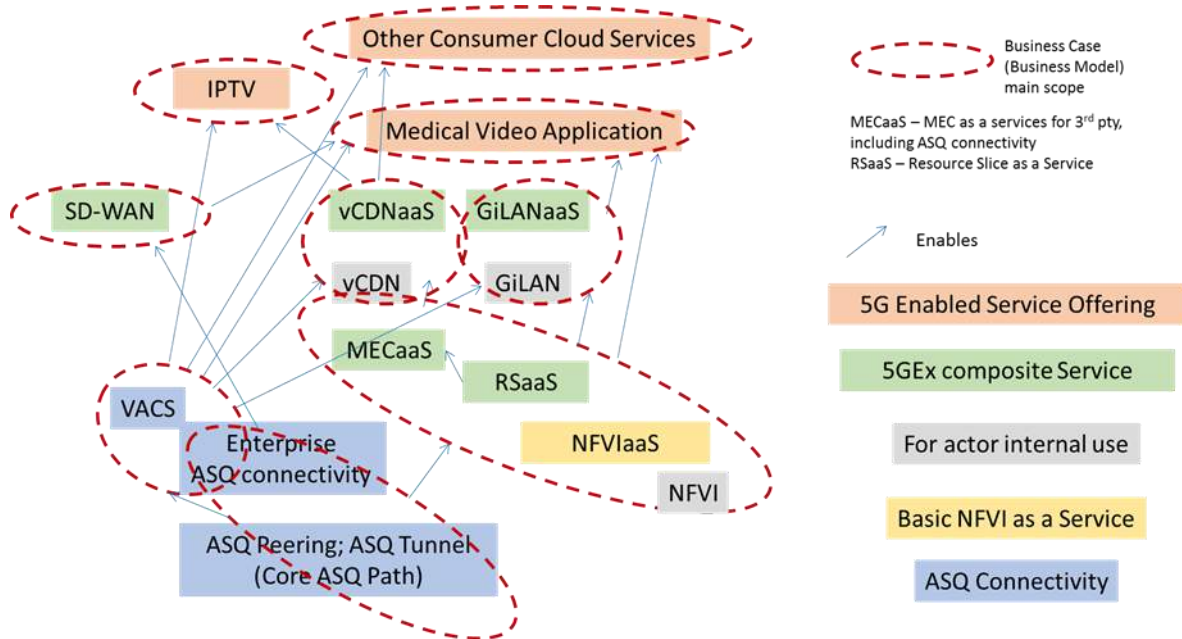 Other Consumer Cloud Services
IPTV
Medical Video Application
SD-WAN
vCDNaaS
GiLANaaS
vCDN
GiLAN
MECaaS
RSaaS
VACS
Enterprise
ASQ connectivity
NFVIaaS
NFVI
ASQ Peering; ASQ Tunnel
(Core ASQ Path)
Business Case
(Business Model)
main scope
MECaaS – MEC as a services for 3rd pty,
including ASQ connectivity
RSaaS – Resource Slice as a Service
Enables
5G Enabled Service Offering
5GEx composite Service
For actor internal use
Basic NFVI as a Service
ASQ Connectivity